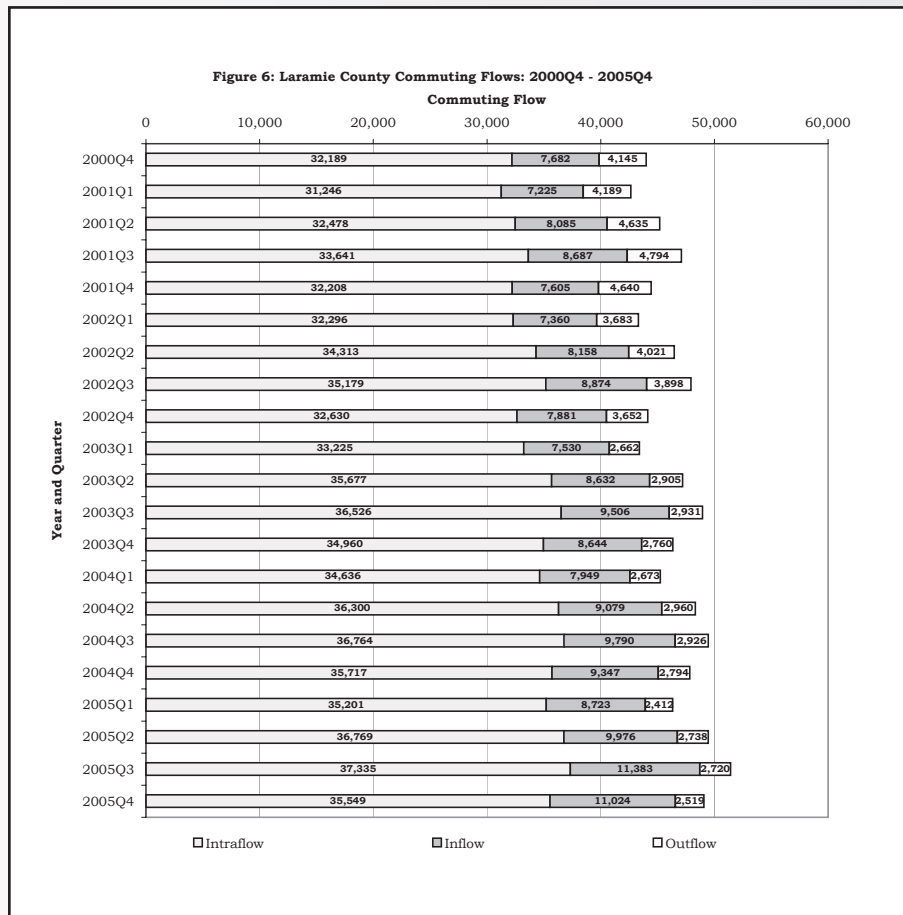 Figure 6: Laramie County Commuting Flows: 2000Q4 - 2005Q4
Commuting Flow
0 10,000 20,000 30,000 40,000 50,000 60,000
Year and Quarter
2000Q4 32,189 7,682 4,145
2001Q1 31,246 7,225 4,189
2001Q2 32,478 8,085 4,635
2001Q3 33,641 8,687 4,794
2001Q4 32,208 7,605 4,640
2002Q1 32,296 7,360 3,683
2002Q2 34,313 8,158 4,021
2002Q3 35,179 8,874 3,898
2002Q4 32,630 7,881 3,652
2003Q1 33,225 7,530 2,662
2003Q2 35,677 8,632 2,905
2003Q3 36,526 9,506 2,931
2003Q4 34,960 8,644 2,760
2004Q1 34,636 7,949 2,673
2004Q2 36,300 9,079 2,960
2004Q3 36,764 9,790 2,926
2004Q4 35,717 9,347 2,794
2005Q1 35,201 8,723 2,412
2005Q2 36,769 9,976 2,738
2005Q3 37,335 11,383 2,720
2005Q4 35,549 11,024 2,519
Intraflow Inflow Outflow